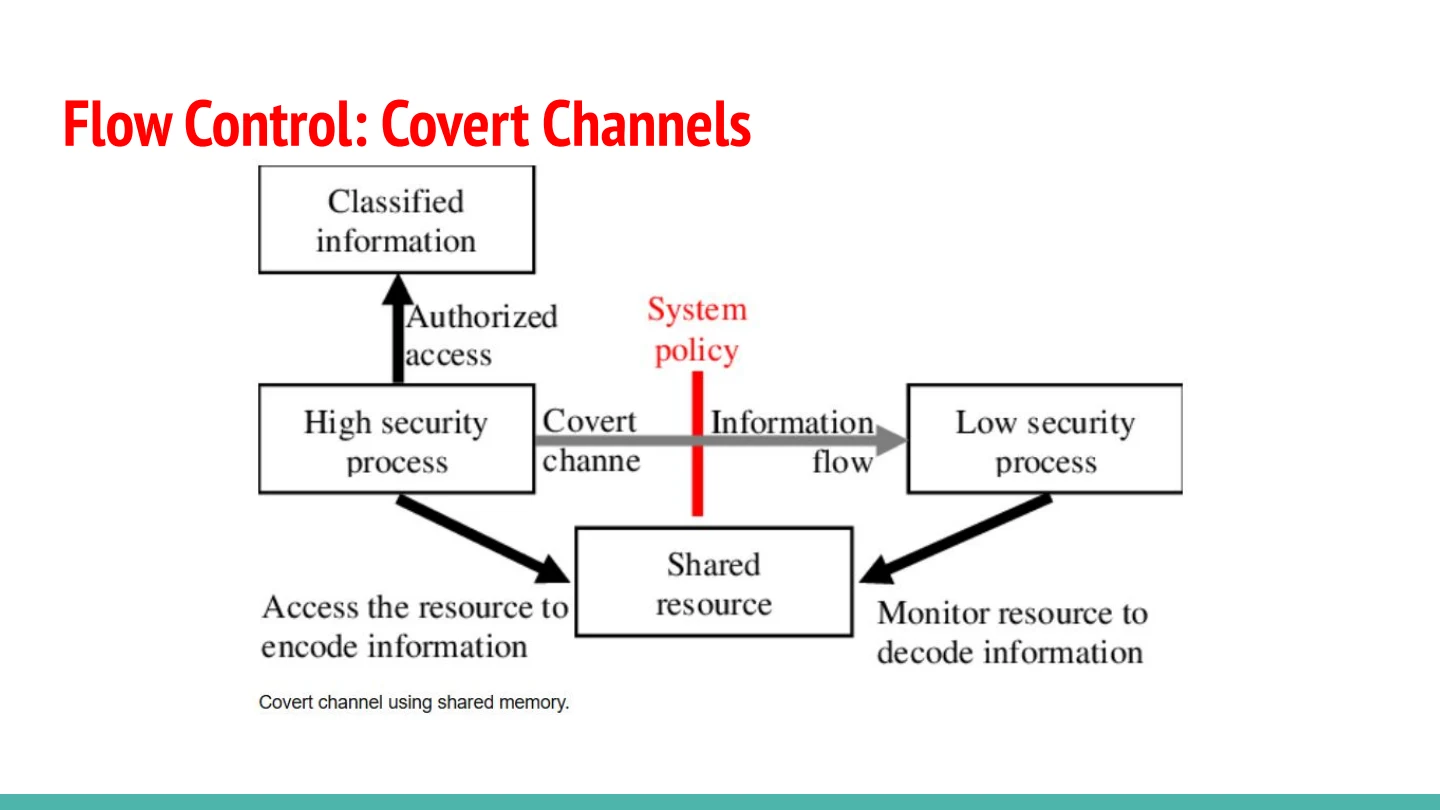 Flow Control: Covert Channels
Classified
information
Authorized
access
System
policy
High security
process
Covert
channe
Information
flow
Low security
process
Shared
resource
Access the resource to
encode information
Monitor resource to
decode information
Covert channel using shared memory.